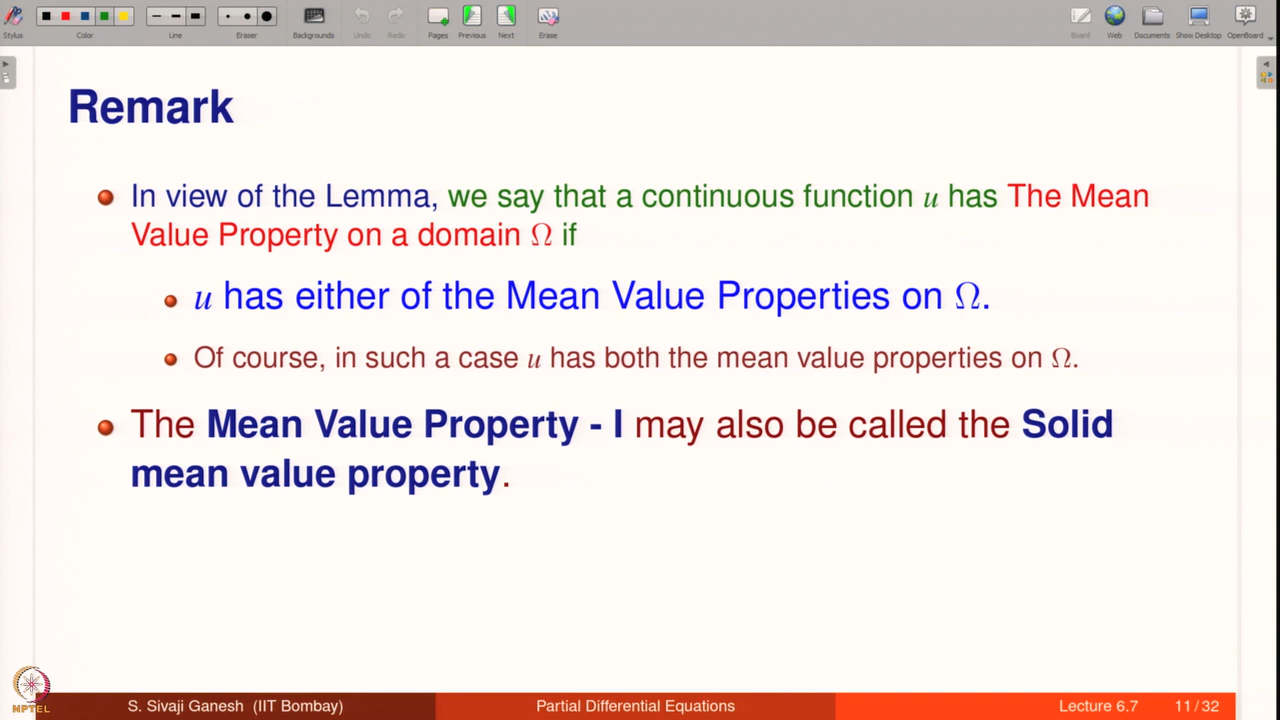 Stylus
Color
Line
Eraser
Backgrounds
Undo
Redo
Pages
Previous
Next
Erase
Board
Web
Documents
Show Desktop
OpenBoard
Remark
In view of the Lemma, we say that a continuous function u has The Mean
Value Property on a domain Ω if
u has either of the Mean Value Properties on Ω.
Of course, in such a case u has both the mean value properties on Ω.
The Mean Value Property - I may also be called the Solid
mean value property.
NPTEL
S. Sivaji Ganesh (IIT Bombay)
Partial Differential Equations
Lecture 6.7
11 / 32